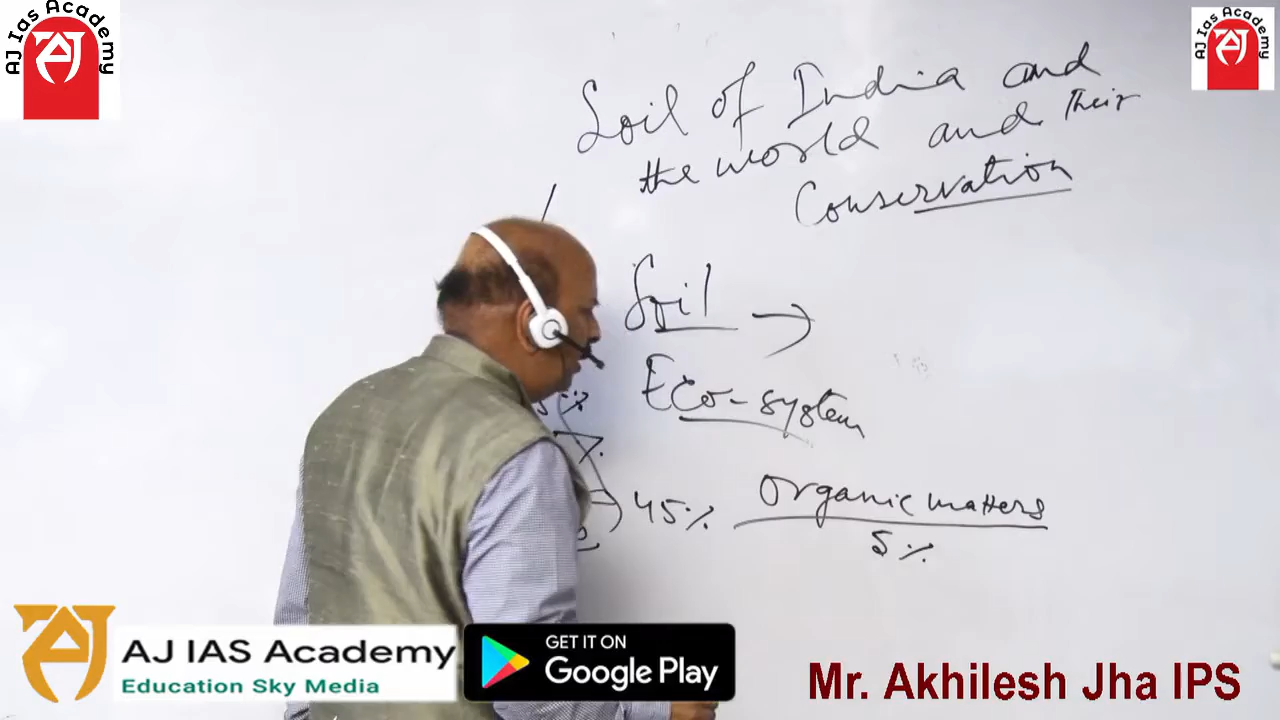 AJ Ias Academy
AJ Ias Academy
Soil of India and
the world and their
Conservation
Soil →
Eco-system
45%
Organic matters
5%
AJ IAS Academy
Education Sky Media
GET IT ON
Google Play
Mr. Akhilesh Jha IPS